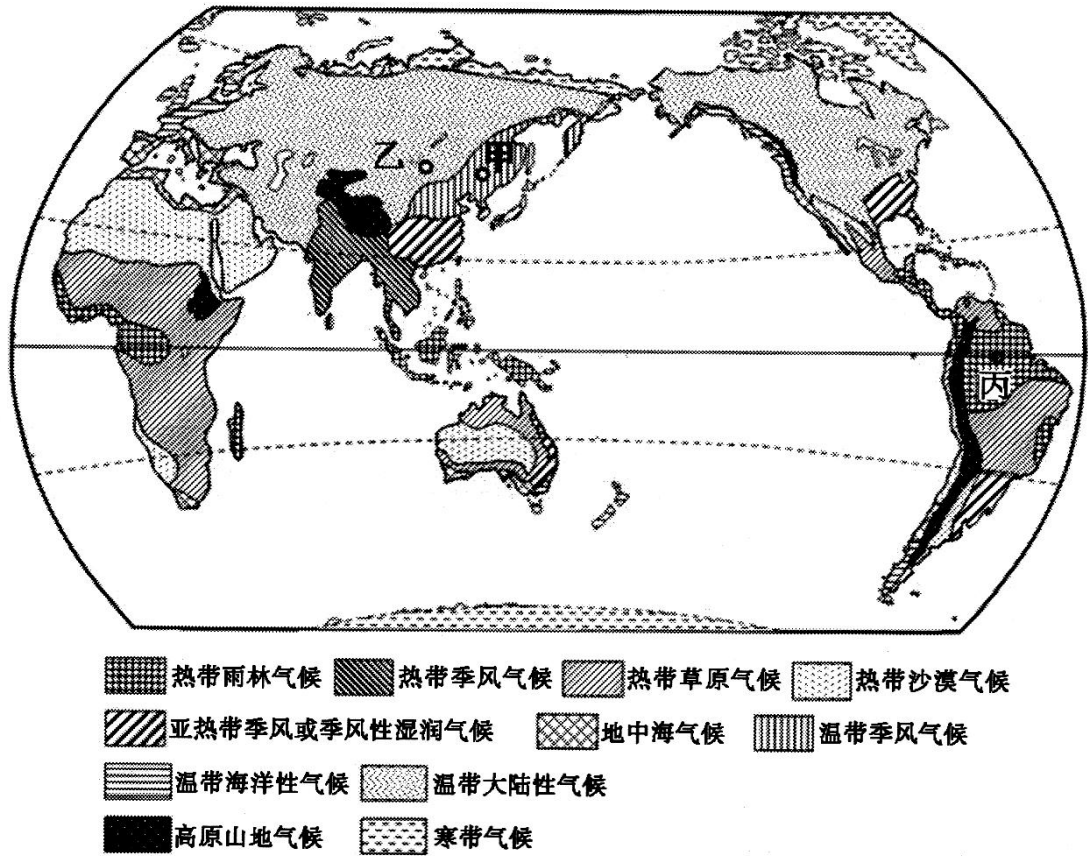 乙 甲
丙
热带雨林气候 热带季风气候 热带草原气候 热带沙漠气候
亚热带季风或季风性湿润气候 地中海气候 温带季风气候
温带海洋性气候 温带大陆性气候
高原山地气候 寒带气候